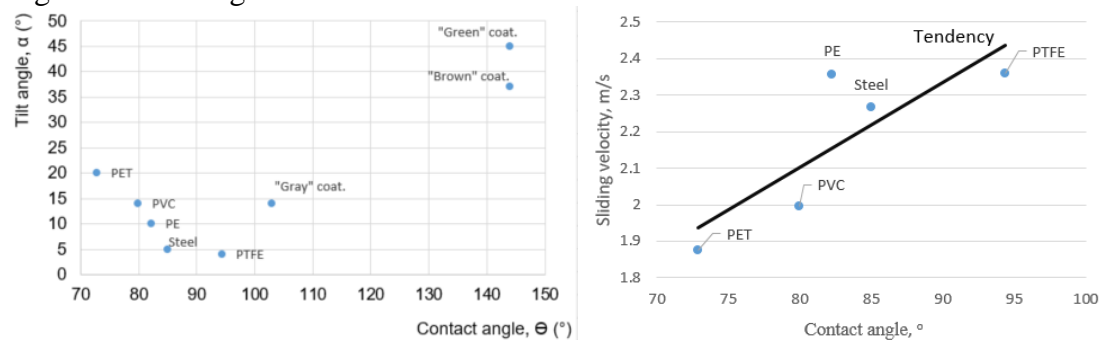 50
45
40
35
30
25
20
15
10
5
0
Tilt angle, α (°)
"Green" coat.
"Brown" coat.
PET
"Gray" coat.
PVC
PE
Steel
PTFE
70 80 90 100 110 120 130 140 150
Contact angle, Ө (°)
2.5
2.4
2.3
2.2
2.1
2
1.9
1.8
Sliding velocity, m/s
Tendency
PE
PTFE
Steel
PVC
PET
70 75 80 85 90 95 100
Contact angle, °